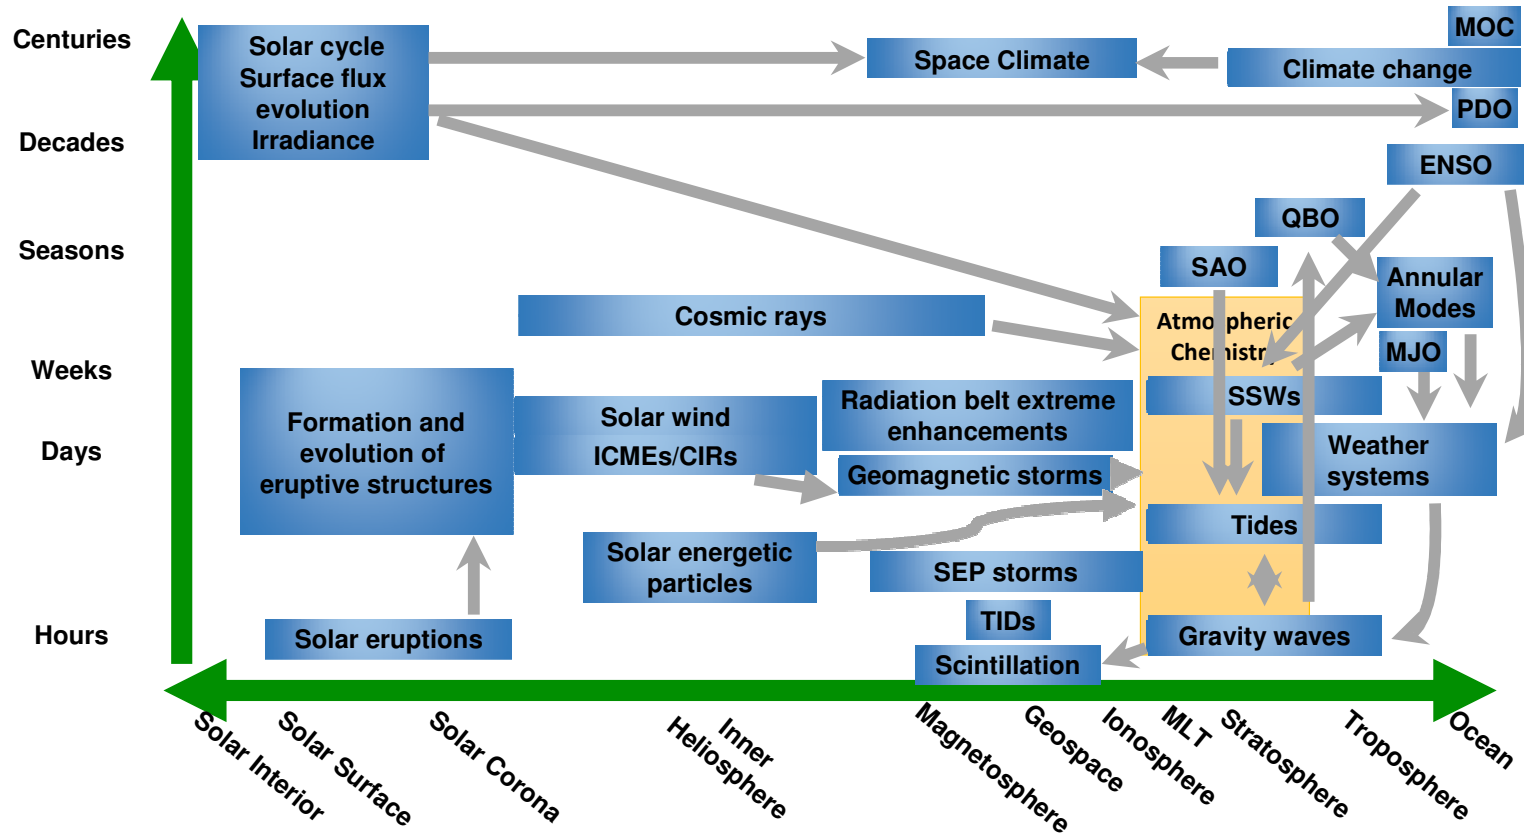 Centuries
Decades
Seasons
Weeks
Days
Hours
Solar cycle
Surface flux
evolution
Irradiance
Space Climate
MOC
Climate change
PDO
ENSO
QBO
SAO
Annular
Modes
MJO
Cosmic rays
Atmospheric
Chemistry
SSWs
Formation and
evolution of
eruptive structures
Solar wind
ICMEs/CIRs
Radiation belt extreme
enhancements
Geomagnetic storms
Weather
systems
Tides
Solar energetic
particles
SEP storms
TIDs
Solar eruptions
Scintillation
Gravity waves
Solar Interior
Solar Surface
Solar Corona
Inner
Heliosphere
Magnetosphere
Geospace
Ionosphere
MLT
Stratosphere
Troposphere
Ocean